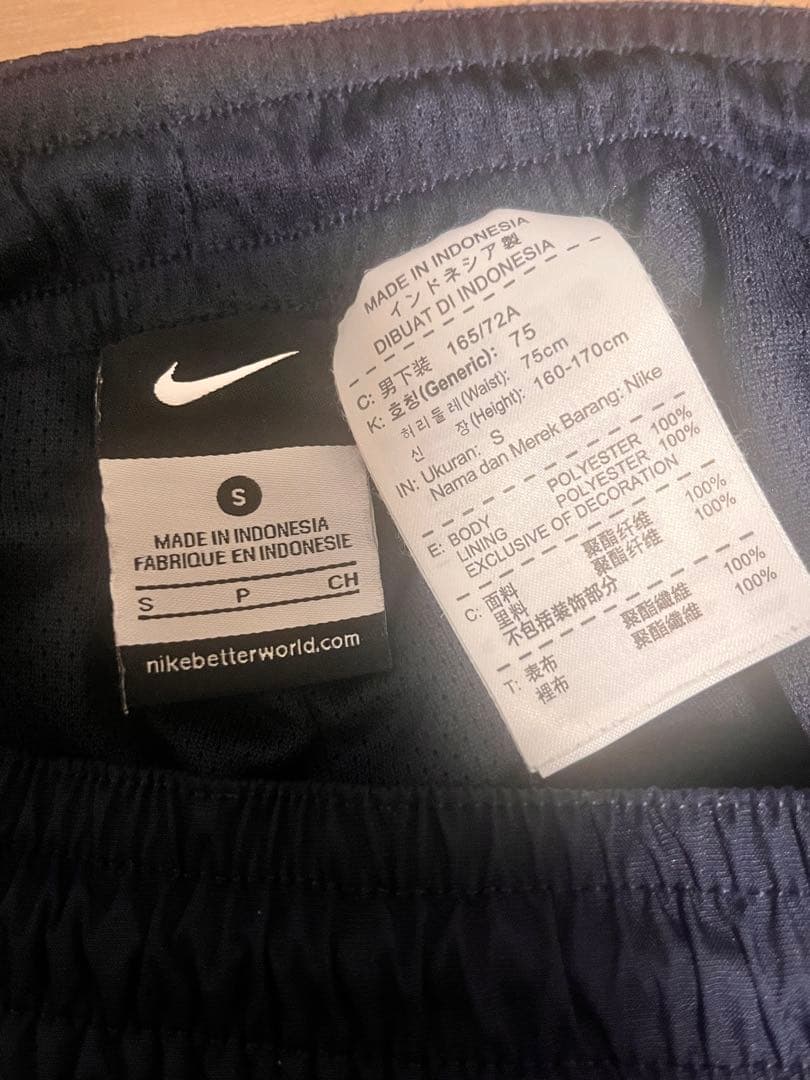 S
MADE IN INDONESIA
FABRIQUE EN INDONESIE
S P CH
nikebetterworld.com
MADE IN INDONESIA
インドネシア製
DIBUAT DI INDONESIA
C: 男下装 165/72A
K: 호칭(Generic): 75
허리둘레(Waist): 75cm
신 장(Height): 160-170cm
IN: Ukuran: S
Nama dan Merek Barang: Nike
E: BODY POLYESTER 100%
LINING POLYESTER 100%
EXCLUSIVE OF DECORATION
C: 面料 聚酯纤维 100%
里料 聚酯纤维 100%
不包括装饰部分
T: 表布 聚酯纖維 100%
裡布 聚酯纖維 100%